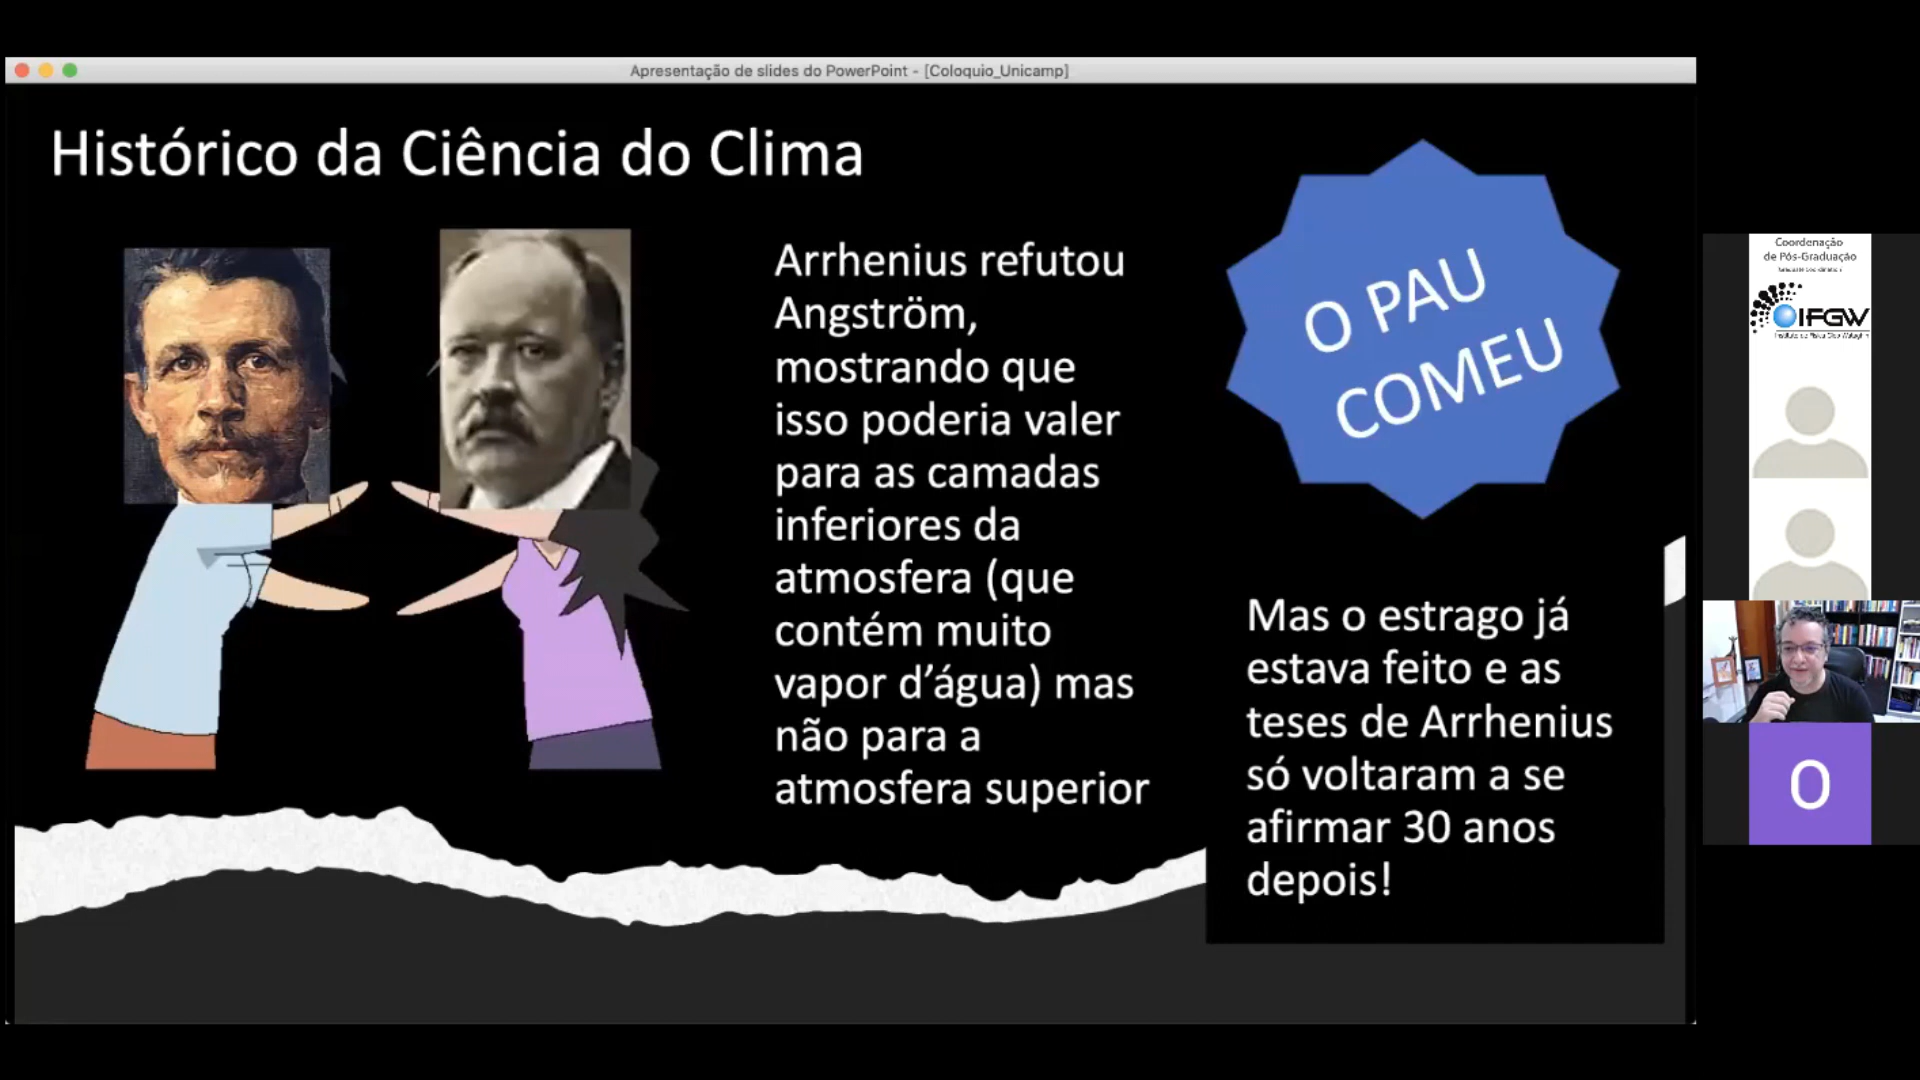 Apresentação de slides do PowerPoint - [Coloquio_Unicamp]
Histórico da Ciência do Clima
Arrhenius refutou
Angström,
mostrando que
isso poderia valer
para as camadas
inferiores da
atmosfera (que
contém muito
vapor d’água) mas
não para a
atmosfera superior
O PAU
COMEU
Mas o estrago já
estava feito e as
teses de Arrhenius
só voltaram a se
afirmar 30 anos
depois!
Coordenação
de Pós-Graduação
IFGW
O